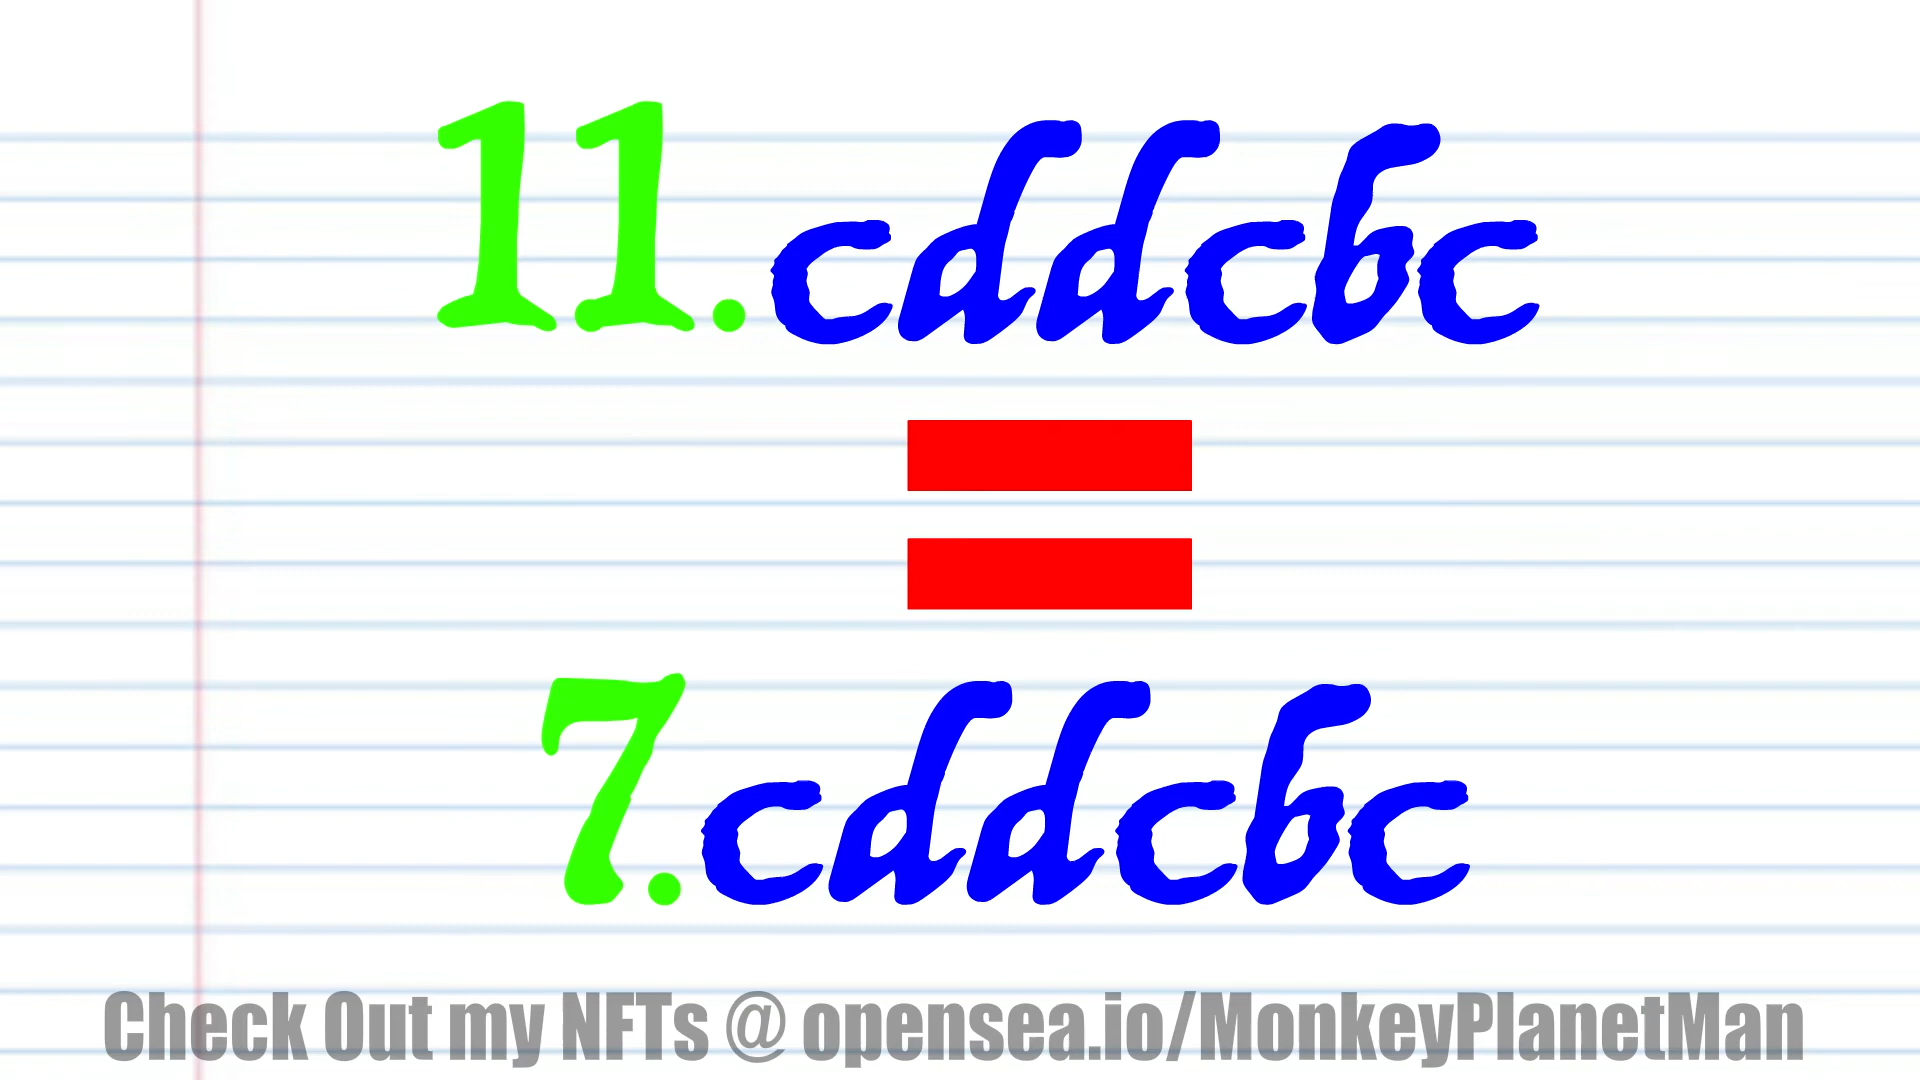 11.cddcbc
=
7.cddcbc
Check Out my NFTs @ opensea.io/MonkeyPlanetMan